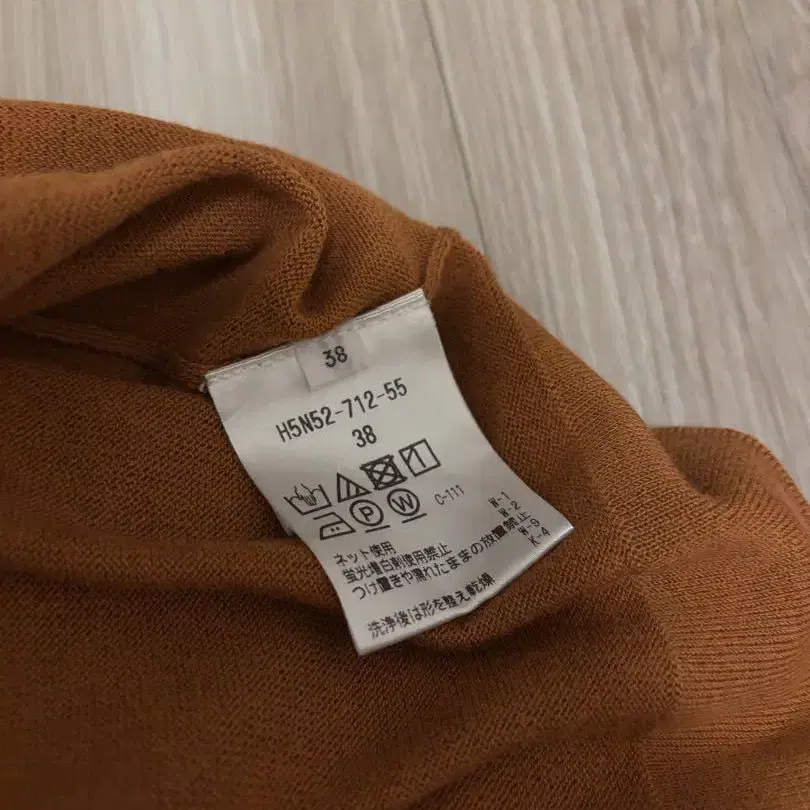 38
H5N52-712-55
38
P W C-111
W-1
W-2
W-9
K-4
ネット使用
蛍光増白剤使用禁止
つけ置きや濡れたままの放置禁止
洗浄後は形を整え乾燥